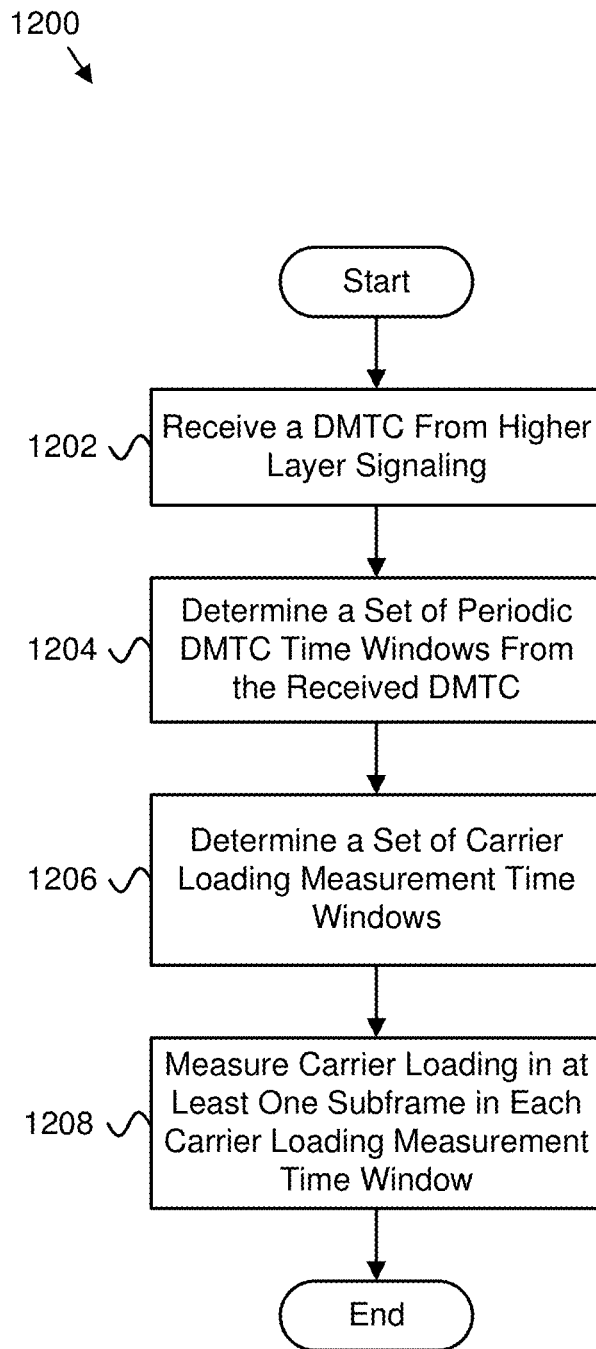 1200
Start
1202
Receive a DMTC From Higher
Layer Signaling
1204
Determine a Set of Periodic
DMTC Time Windows From
the Received DMTC
1206
Determine a Set of Carrier
Loading Measurement Time
Windows
1208
Measure Carrier Loading in at
Least One Subframe in Each
Carrier Loading Measurement
Time Window
End